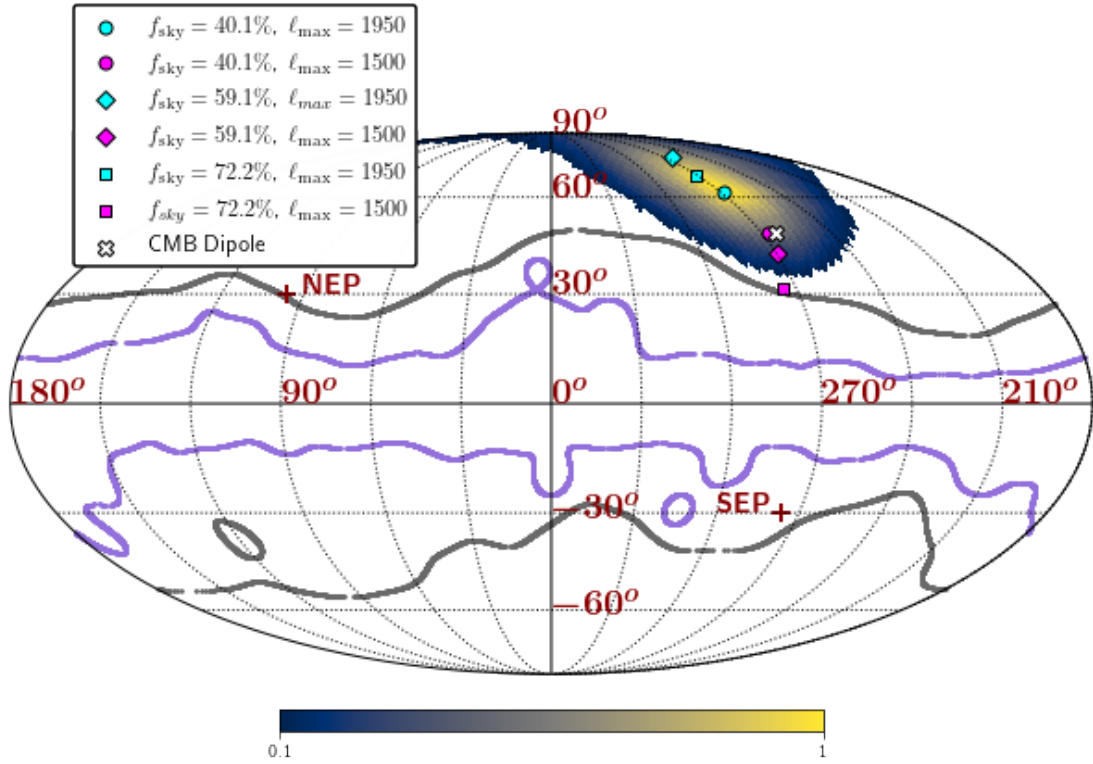 f_sky = 40.1%, ℓ_max = 1950
f_sky = 40.1%, ℓ_max = 1500
f_sky = 59.1%, ℓ_max = 1950
f_sky = 59.1%, ℓ_max = 1500
f_sky = 72.2%, ℓ_max = 1950
f_sky = 72.2%, ℓ_max = 1500
CMB Dipole
90°
60°
NEP
30°
180° 90° 0° 270° 210°
SEP
−30°
−60°
0.1 1